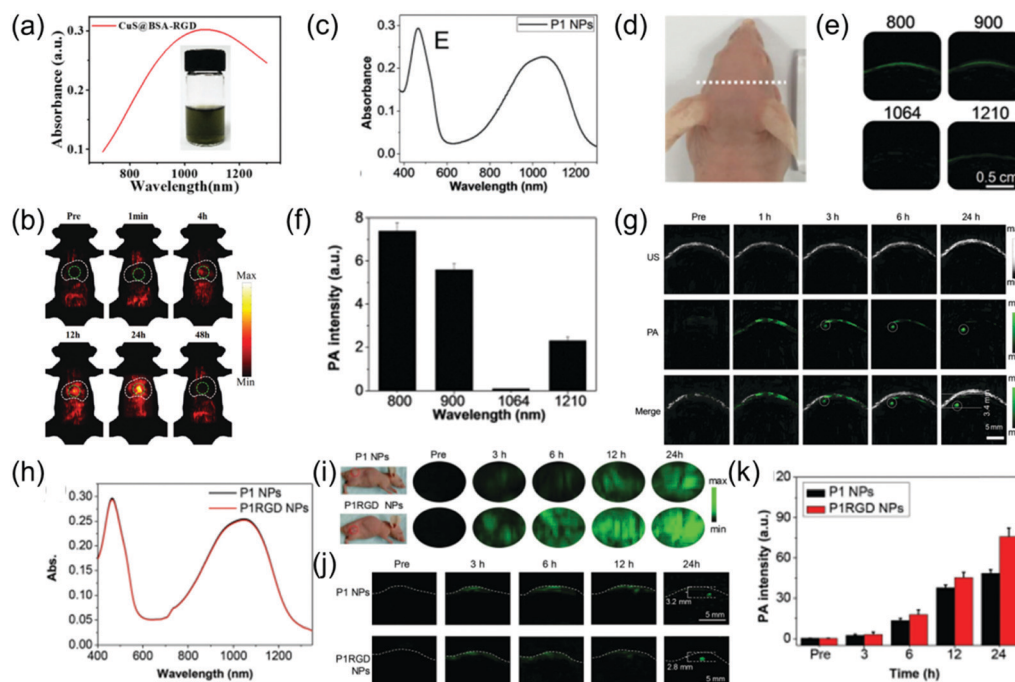 (a)
CuS@BSA-RGD
Absorbance (a.u.)
0.3
0.2
0.1
800 1000 1200
Wavelength(nm)
(c)
P1 NPs
E
Absorbance
0.3
0.2
0.1
0.0
400 600 800 1000 1200
Wavelength (nm)
(d)
(e)
800 900
1064 1210
0.5 cm
(b)
Pre 1min 4h
12h 24h 48h
Max
Min
(f)
PA intensity (a.u.)
8
6
4
2
0
800 900 1064 1210
Wavelength (nm)
(g)
Pre 1 h 3 h 6 h 24 h
US
PA
Merge
3.4 mm
5 mm
(h)
P1 NPs
P1RGD NPs
Abs.
0.30
0.25
0.20
0.15
0.10
0.05
0.00
400 600 800 1000 1200
Wavelength (nm)
(i)
P1 NPs
Pre 3 h 6 h 12 h 24h
P1RGD NPs
max
min
(j)
Pre 3 h 6 h 12 h 24h
P1 NPs
3.2 mm
5 mm
P1RGD
NPs
2.8 mm
5 mm
(k)
P1 NPs
P1RGD NPs
PA intensity (a.u.)
120
90
60
30
0
Pre 3 6 12 24
Time (h)